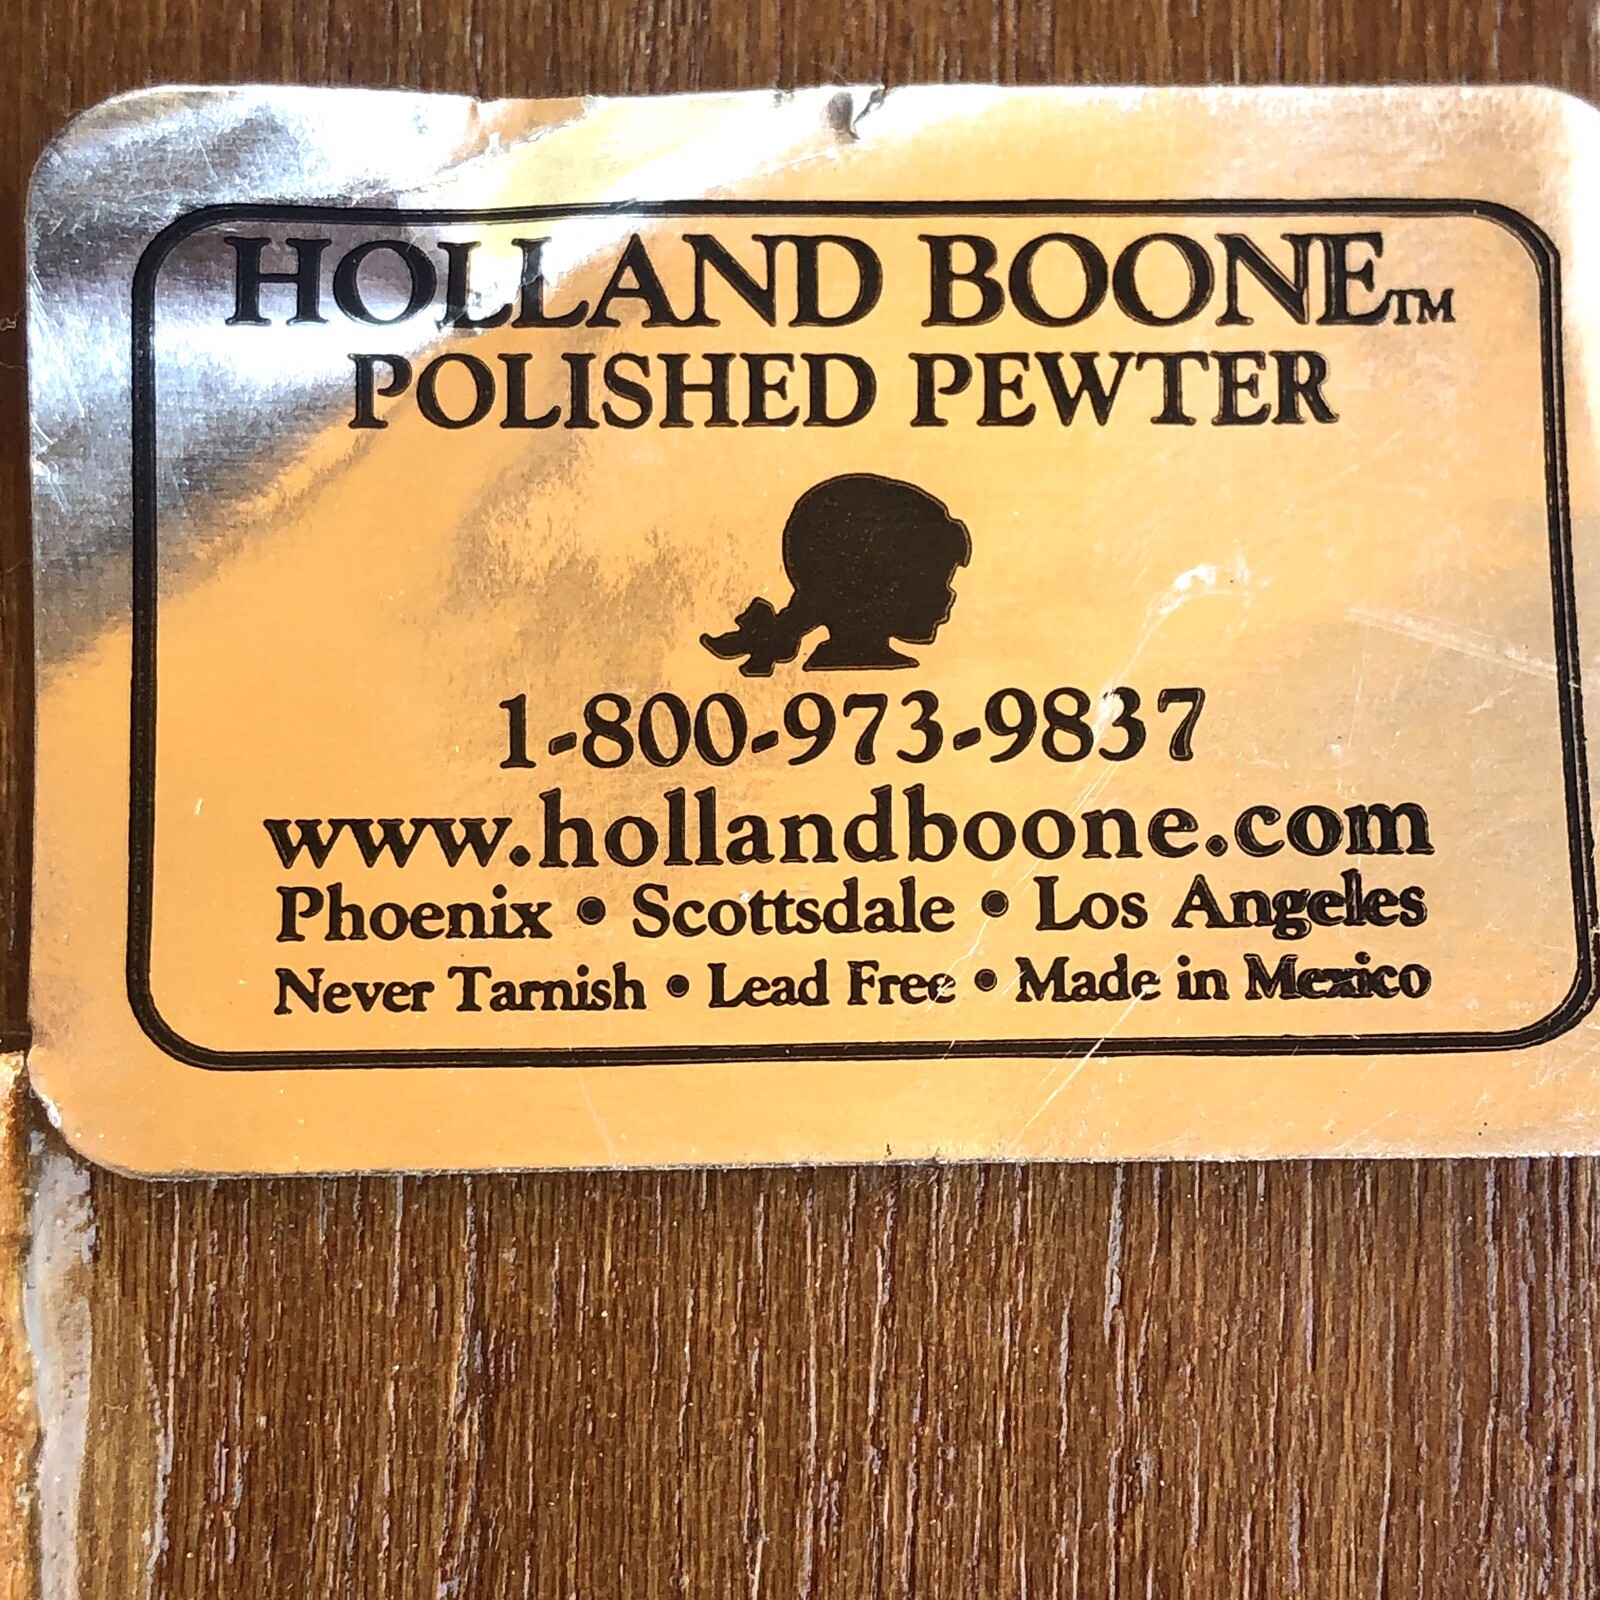 HOLLAND BOONE™
POLISHED PEWTER
1-800-973-9837
www.hollandboone.com
Phoenix • Scottsdale • Los Angeles
Never Tarnish • Lead Free • Made in Mexico